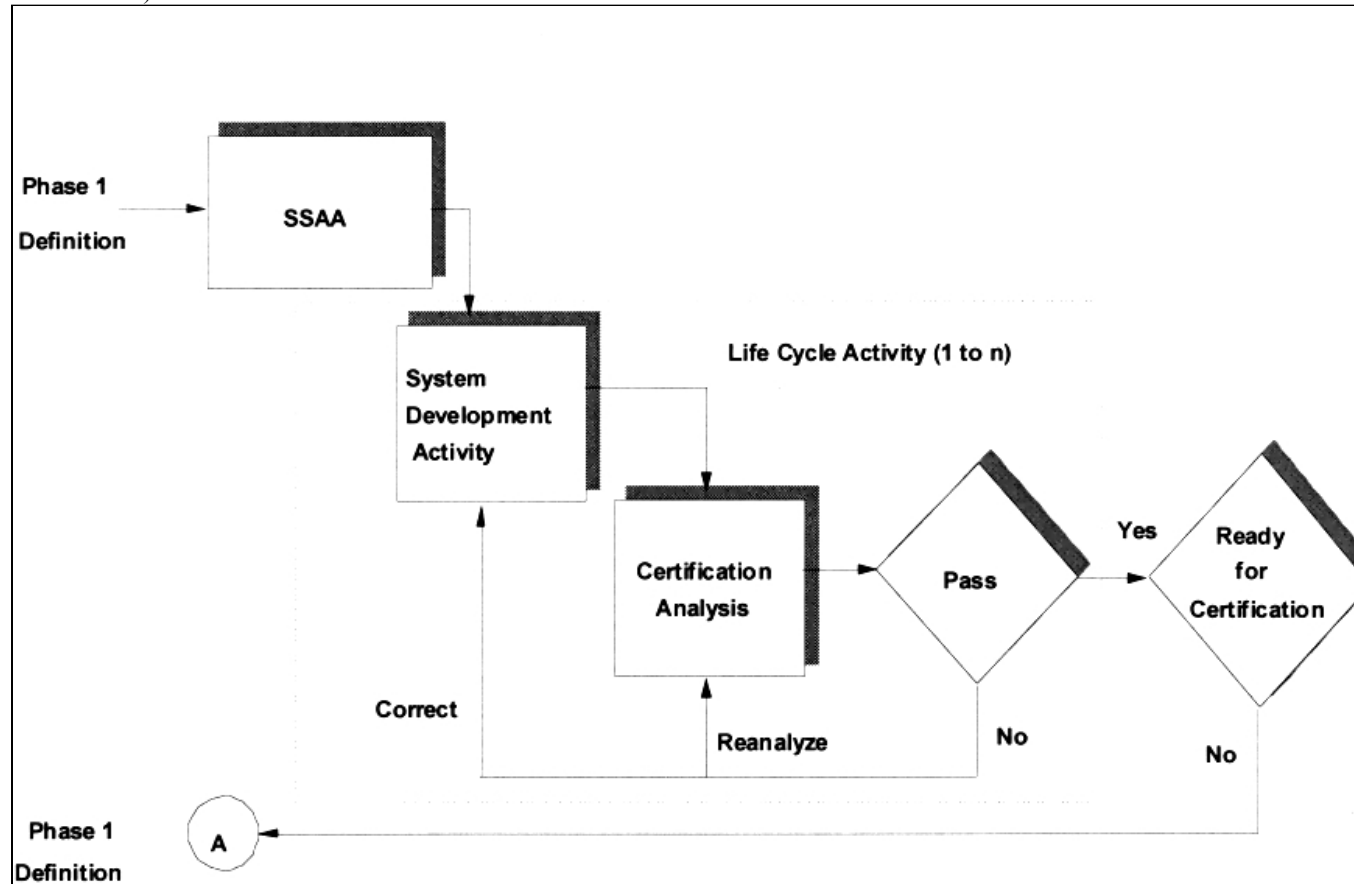 Phase 1
Definition
SSAA
Life Cycle Activity (1 to n)
System
Development
Activity
Certification
Analysis
Pass
Yes
Ready
for
Certification
Correct
Reanalyze
No
No
Phase 1
Definition
A